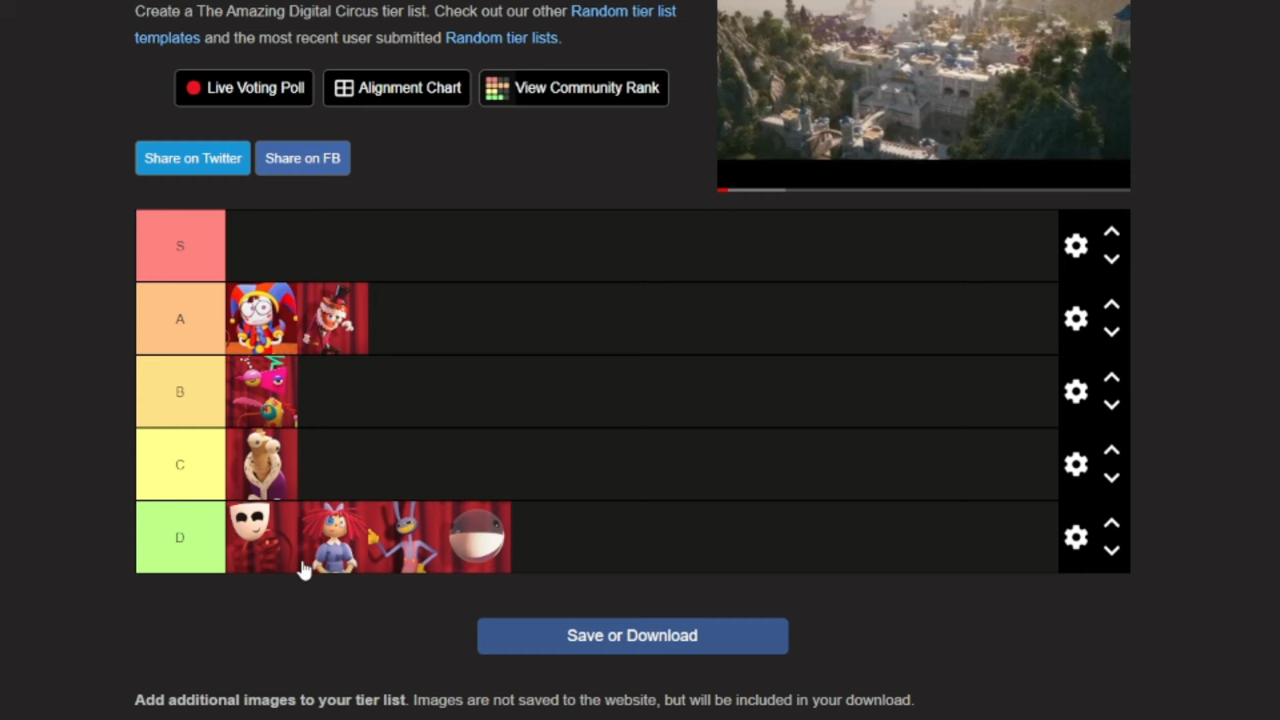 Create a The Amazing Digital Circus tier list. Check out our other Random tier list
templates and the most recent user submitted Random tier lists.
Live Voting Poll
Alignment Chart
View Community Rank
Share on Twitter
Share on FB
S
A
B
C
D
Save or Download
Add additional images to your tier list. Images are not saved to the website, but will be included in your download.